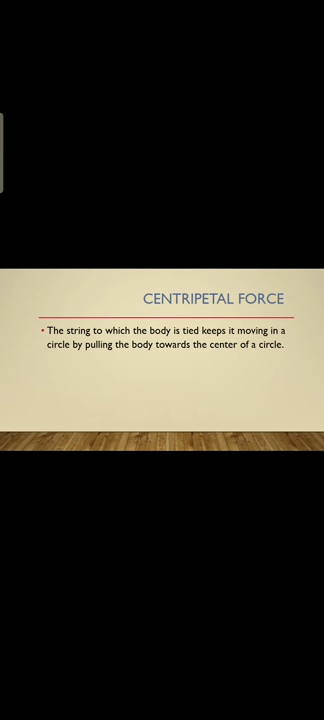 CENTRIPETAL FORCE
• The string to which the body is tied keeps it moving in a
circle by pulling the body towards the center of a circle.